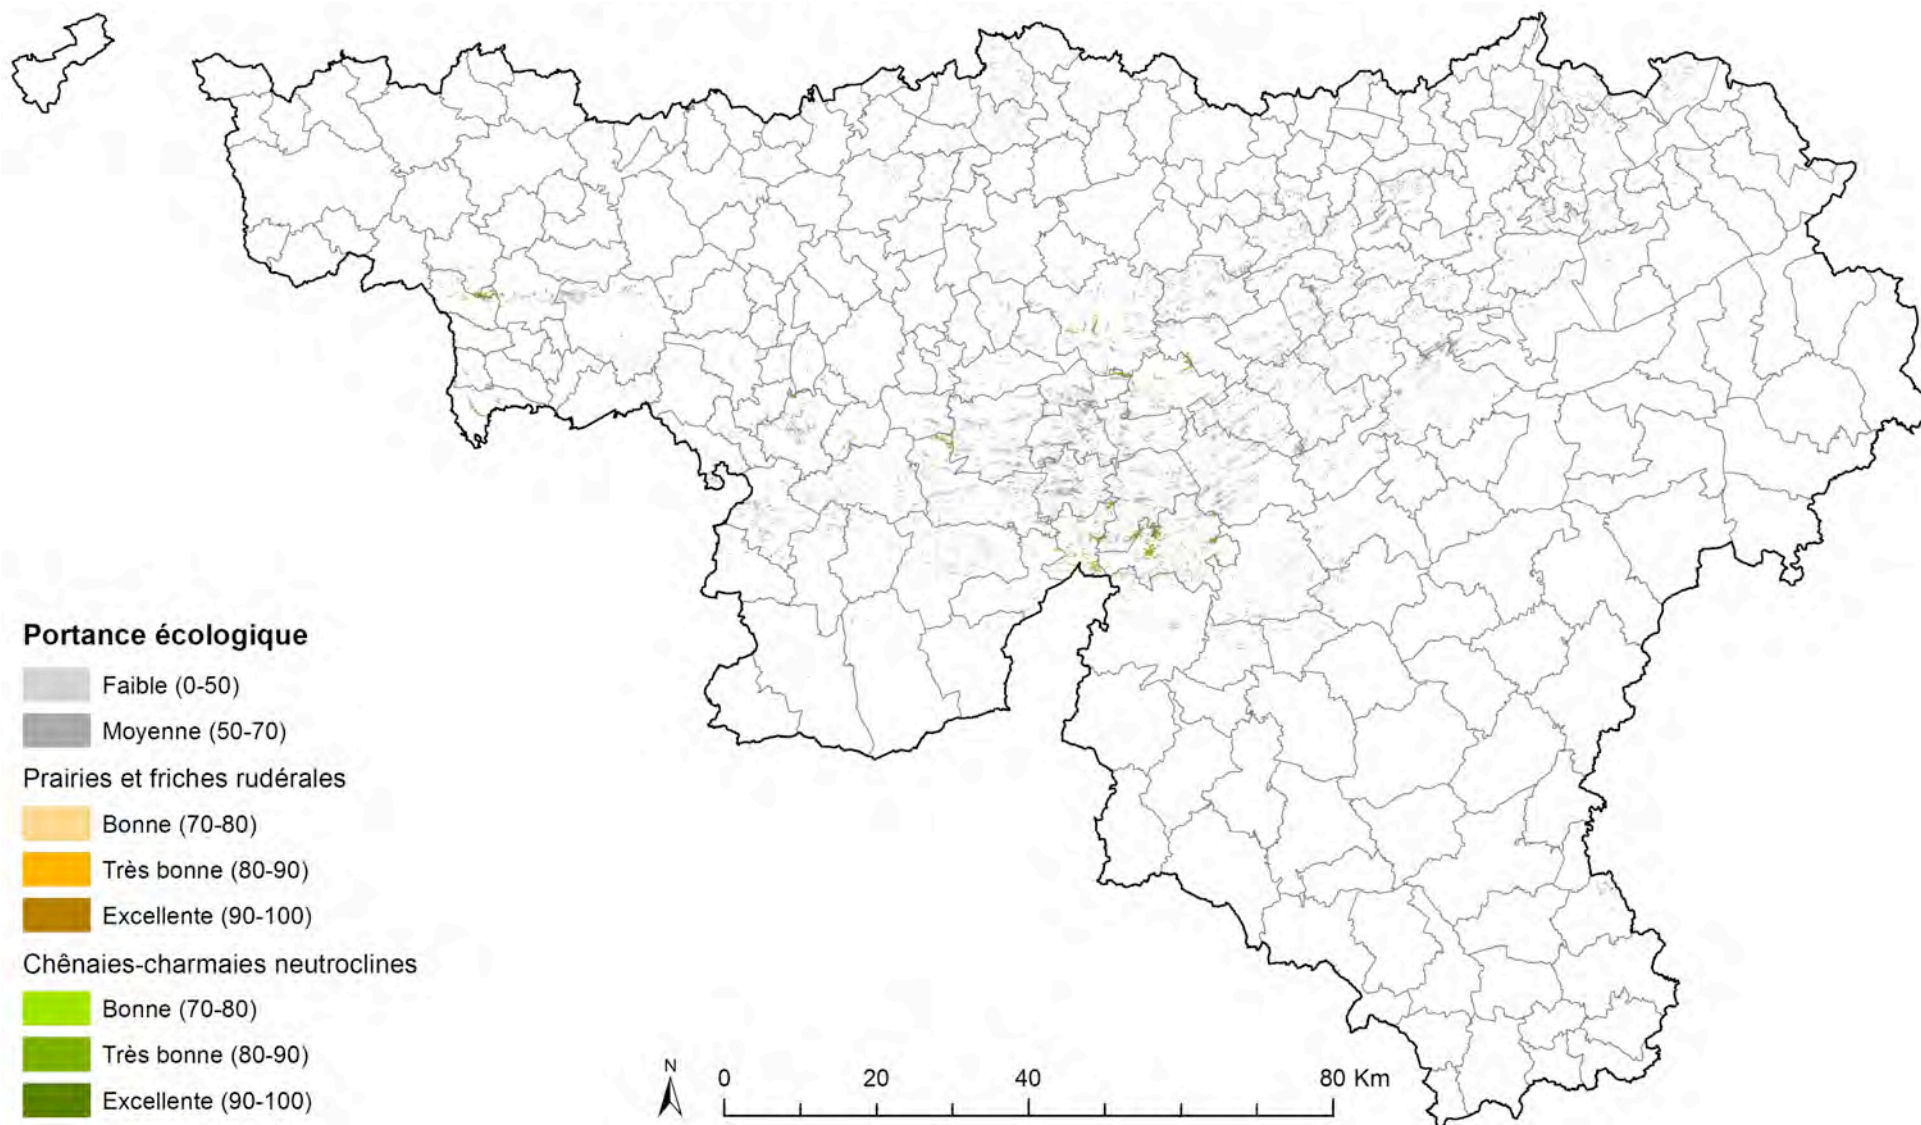 Portance écologique
Faible (0-50)
Moyenne (50-70)
Prairies et friches rudérales
Bonne (70-80)
Très bonne (80-90)
Excellente (90-100)
Chênaies-charmaies neutroclines
Bonne (70-80)
Très bonne (80-90)
Excellente (90-100)
N
0 20 40 80 Km